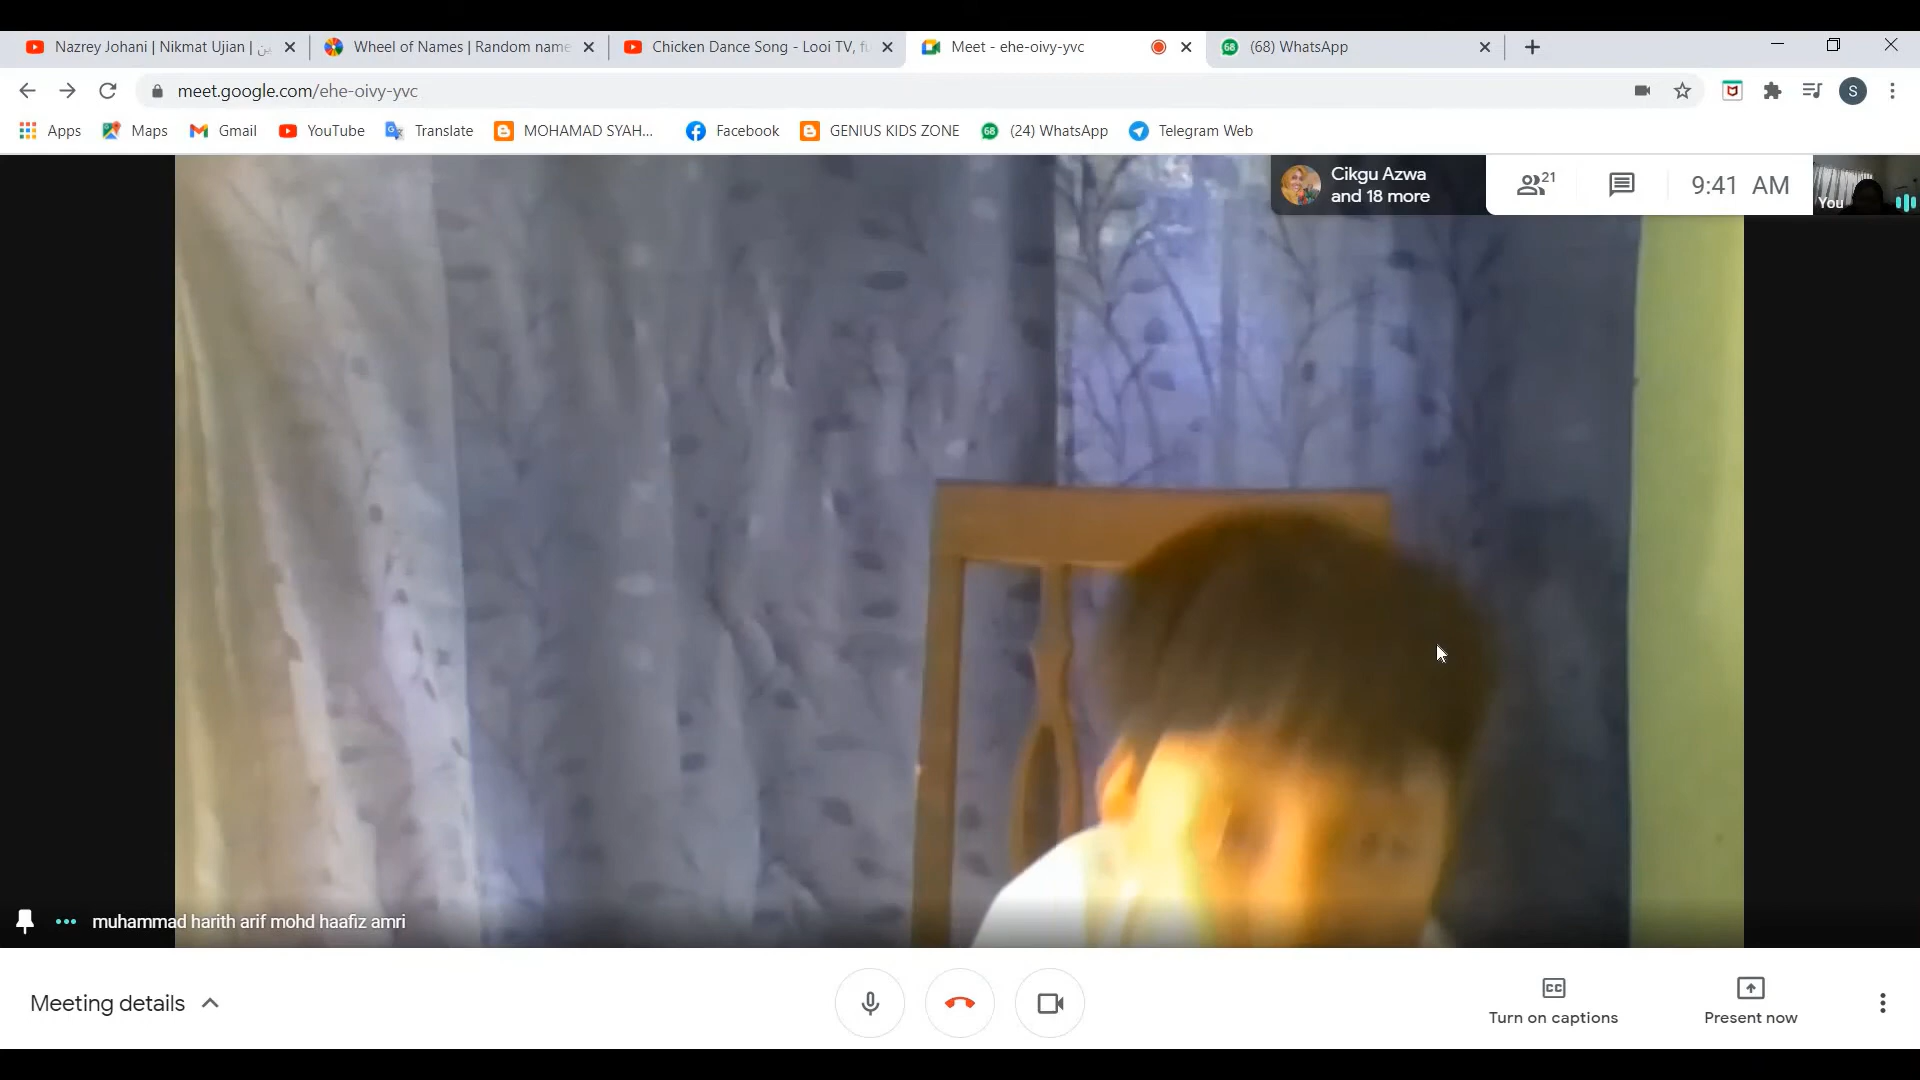 Nazrey Johani | Nikmat Ujian |
Wheel of Names | Random name
Chicken Dance Song - Looi TV, fu
Meet - ehe-oivy-yvc
(68) WhatsApp
meet.google.com/ehe-oivy-yvc
S
Apps
Maps
Gmail
YouTube
Translate
MOHAMAD SYAH...
Facebook
GENIUS KIDS ZONE
68
(24) WhatsApp
Telegram Web
Cikgu Azwa
and 18 more
21
9:41 AM
You
muhammad harith arif mohd haafiz amri
Meeting details
CC
Turn on captions
Present now